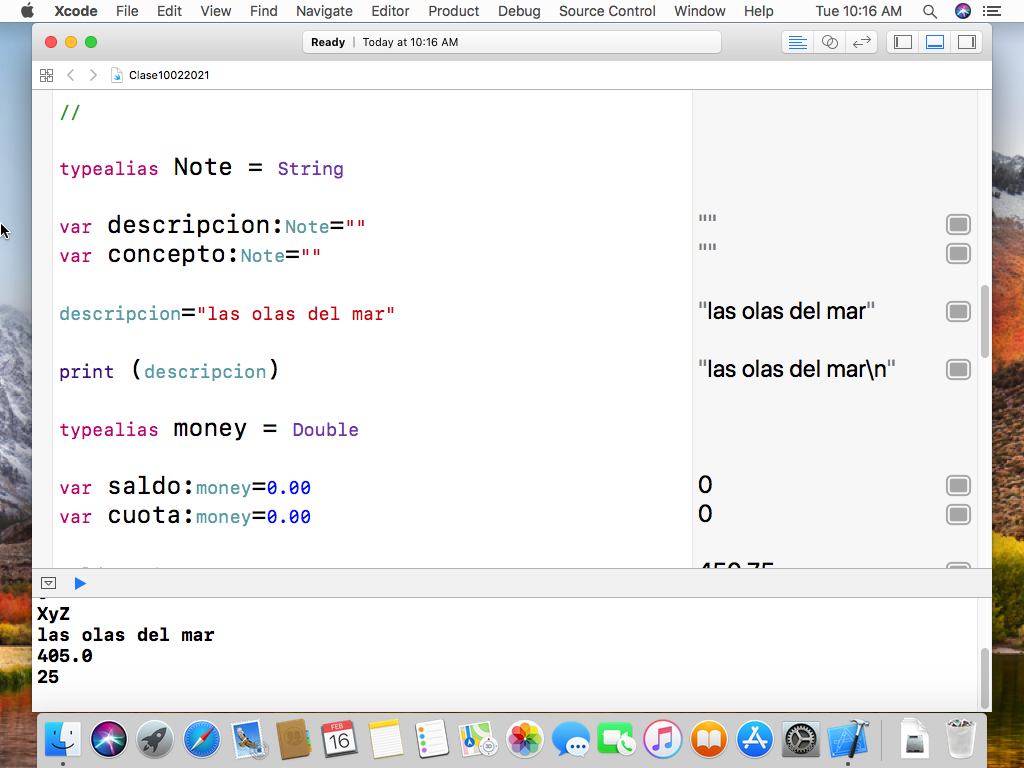 Xcode File Edit View Find Navigate Editor Product Debug Source Control Window Help Tue 10:16 AM
Ready | Today at 10:16 AM
Clase10022021
//
typealias Note = String
var descripcion:Note="" ""
var concepto:Note="" ""
descripcion="las olas del mar" "las olas del mar"
print (descripcion) "las olas del mar\n"
typealias money = Double
var saldo:money=0.00 0
var cuota:money=0.00 0
XyZ
las olas del mar
405.0
25
FEB
16